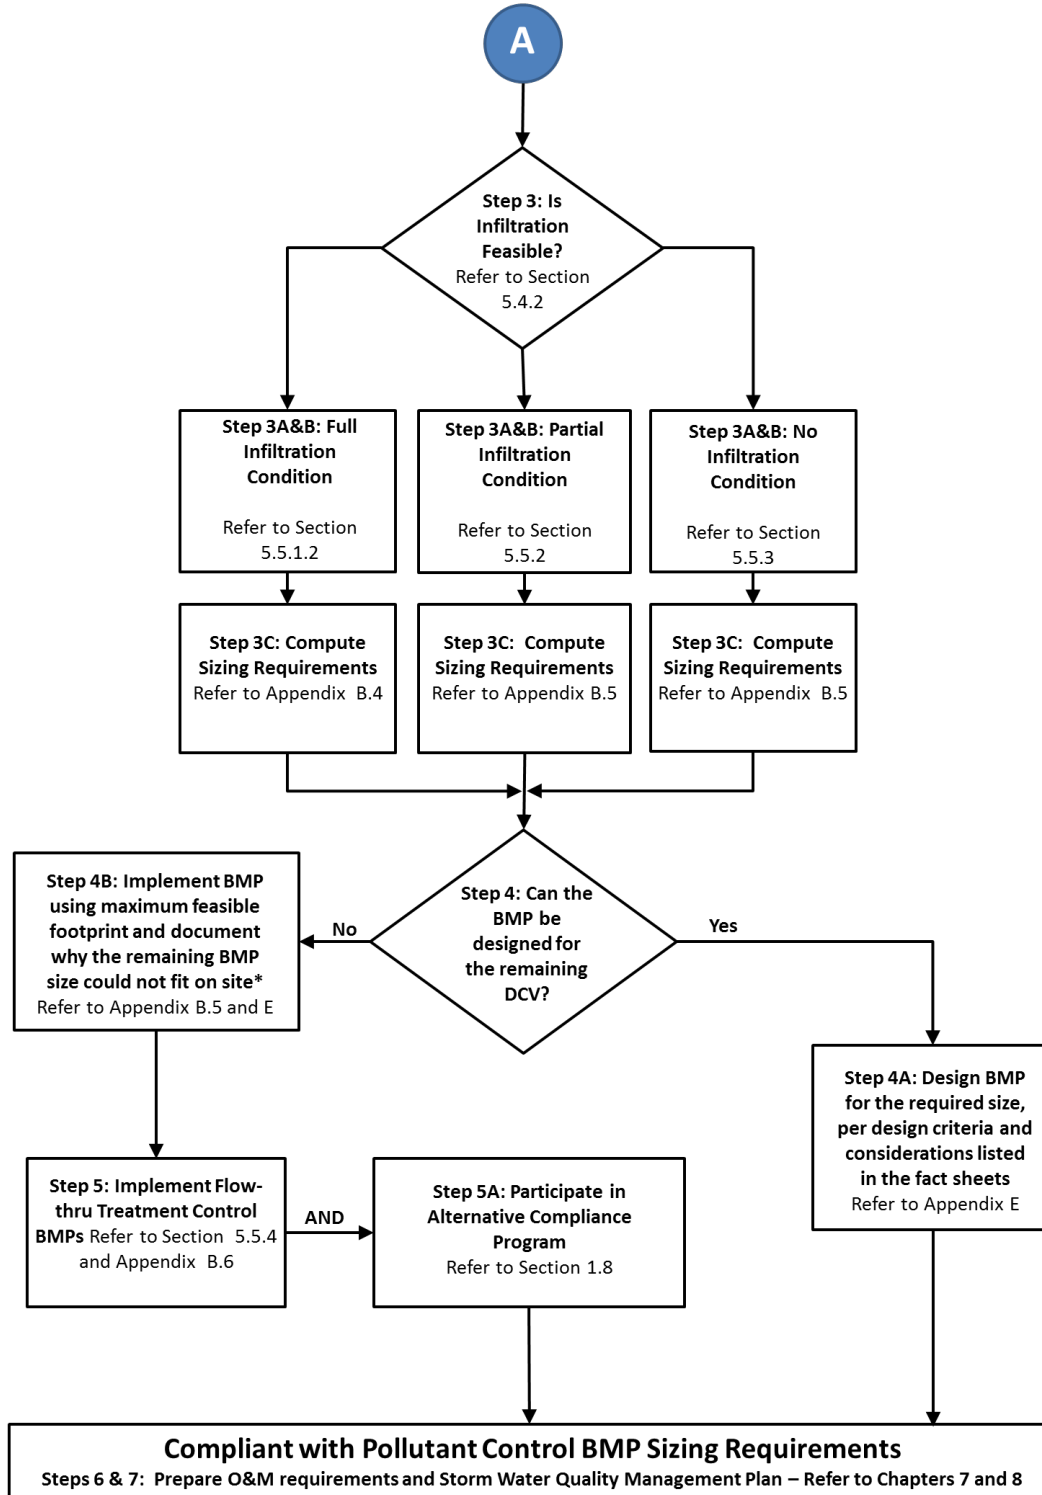 A
Step 3: Is
Infiltration
Feasible?
Refer to Section
5.4.2
Step 3A&B: Full
Infiltration
Condition
Refer to Section
5.5.1.2
Step 3A&B: Partial
Infiltration
Condition
Refer to Section
5.5.2
Step 3A&B: No
Infiltration
Condition
Refer to Section
5.5.3
Step 3C: Compute
Sizing Requirements
Refer to Appendix B.4
Step 3C: Compute
Sizing Requirements
Refer to Appendix B.5
Step 3C: Compute
Sizing Requirements
Refer to Appendix B.5
Step 4: Can the
BMP be
designed for
the remaining
DCV?
No
Yes
Step 4B: Implement BMP
using maximum feasible
footprint and document
why the remaining BMP
size could not fit on site*
Refer to Appendix B.5 and E
Step 4A: Design BMP
for the required size,
per design criteria and
considerations listed
in the fact sheets
Refer to Appendix E
Step 5: Implement Flow-
thru Treatment Control
BMPs Refer to Section 5.5.4
and Appendix B.6
AND
Step 5A: Participate in
Alternative Compliance
Program
Refer to Section 1.8
Compliant with Pollutant Control BMP Sizing Requirements
Steps 6 & 7: Prepare O&M requirements and Storm Water Quality Management Plan – Refer to Chapters 7 and 8